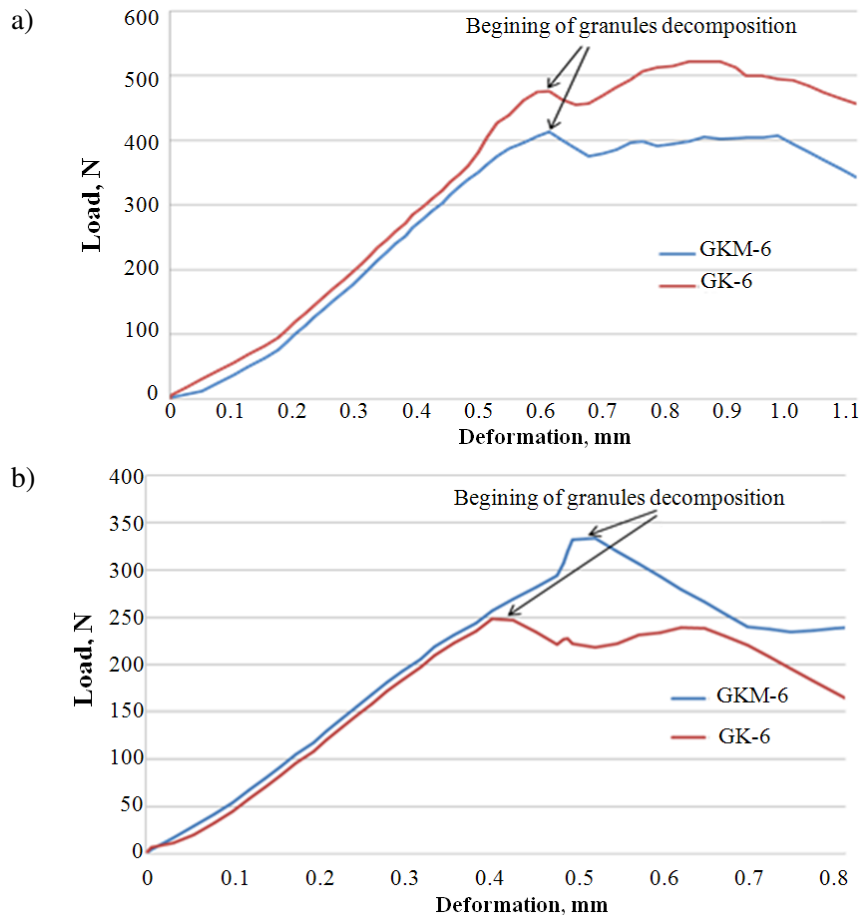 a)
600
500
400
300
200
100
0
Load, N
Begining of granules decomposition
GKM-6
GK-6
0 0.1 0.2 0.3 0.4 0.5 0.6 0.7 0.8 0.9 1.0 1.1
Deformation, mm
b)
400
350
300
250
200
150
100
50
0
Load, N
Begining of granules decomposition
GKM-6
GK-6
0 0.1 0.2 0.3 0.4 0.5 0.6 0.7 0.8
Deformation, mm